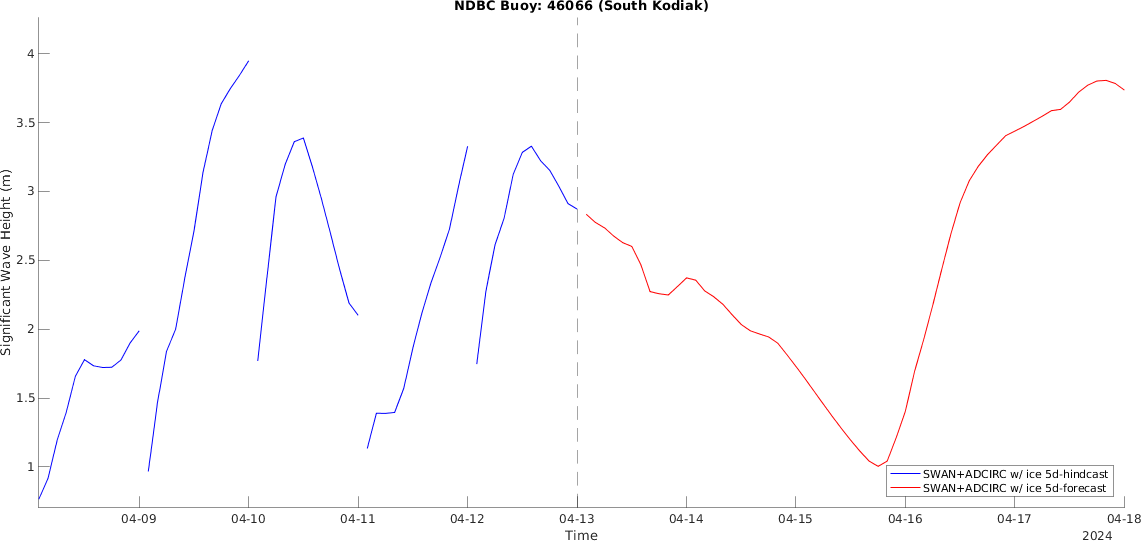 NDBC Buoy: 46066 (South Kodiak)
Significant Wave Height (m)
4
3.5
3
2.5
2
1.5
1
04-09 04-10 04-11 04-12 04-13 04-14 04-15 04-16 04-17 04-18
Time
2024
SWAN+ADCIRC w/ ice 5d-hindcast
SWAN+ADCIRC w/ ice 5d-forecast